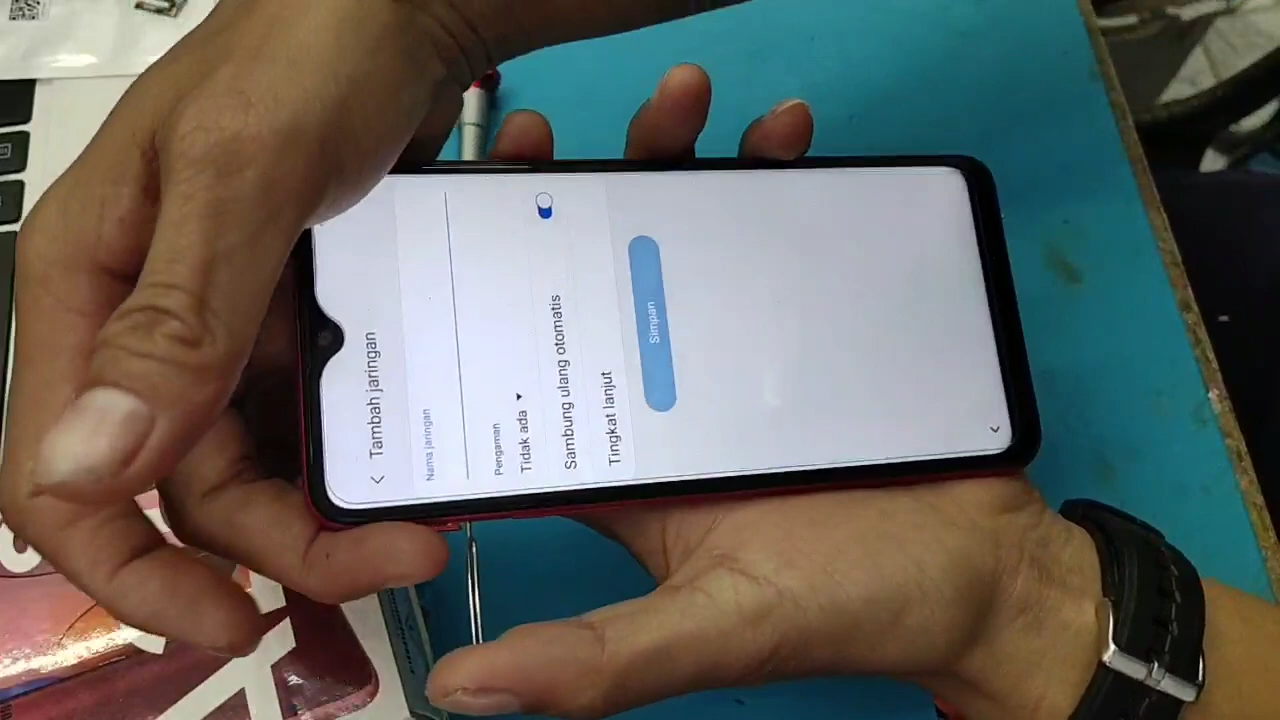 Tambah jaringan
Nama jaringan
Pengaman
Tidak ada
Sambung ulang otomatis
Tingkat lanjut
Simpan